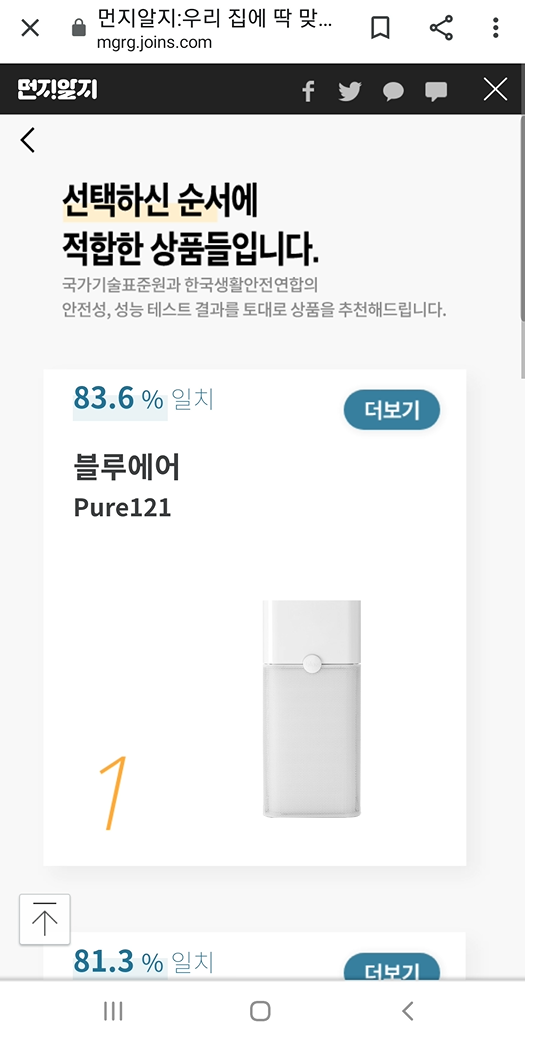 먼지알지:우리 집에 딱 맞...
mgrg.joins.com
먼지알지
선택하신 순서에
적합한 상품들입니다.
국가기술표준원과 한국생활안전연합의
안전성, 성능 테스트 결과를 토대로 상품을 추천해드립니다.
83.6 % 일치
더보기
블루에어
Pure121
1
81.3 % 일치
더보기